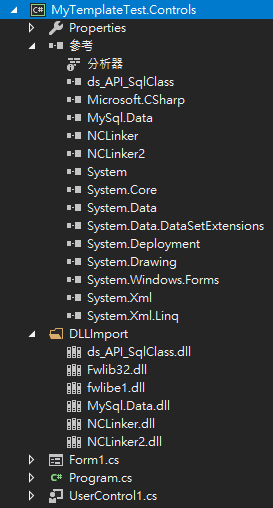 C# MyTemplateTest.Controls
Properties
參考
分析器
ds_API_SqlClass
Microsoft.CSharp
MySql.Data
NCLinker
NCLinker2
System
System.Core
System.Data
System.Data.DataSetExtensions
System.Deployment
System.Drawing
System.Windows.Forms
System.Xml
System.Xml.Linq
DLLImport
ds_API_SqlClass.dll
Fwlib32.dll
fwlibe1.dll
MySql.Data.dll
NCLinker.dll
NCLinker2.dll
Form1.cs
C# Program.cs
UserControl1.cs